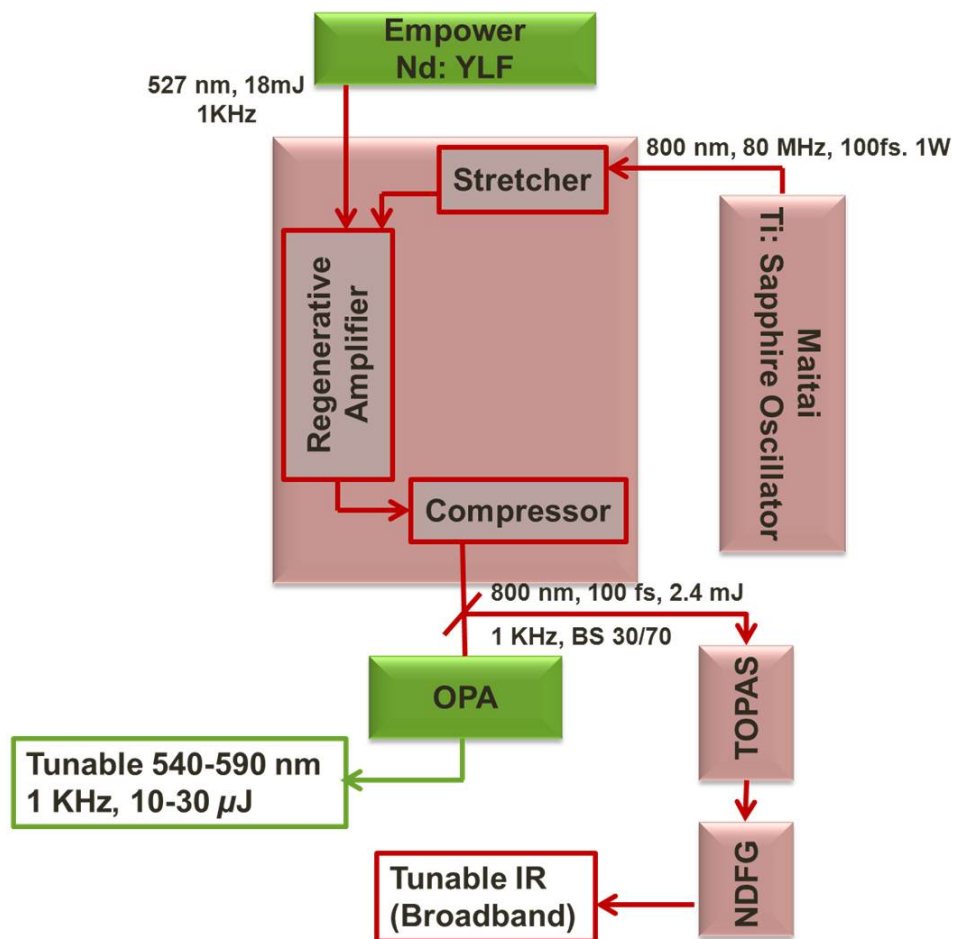 Empower
Nd: YLF
527 nm, 18mJ
1KHz
800 nm, 80 MHz, 100fs. 1W
Stretcher
Regenerative
Amplifier
Maitai
Ti: Sapphire Oscillator
Compressor
800 nm, 100 fs, 2.4 mJ
1 KHz, BS 30/70
OPA
TOPAS
Tunable 540-590 nm
1 KHz, 10-30 µJ
NDFG
Tunable IR
(Broadband)